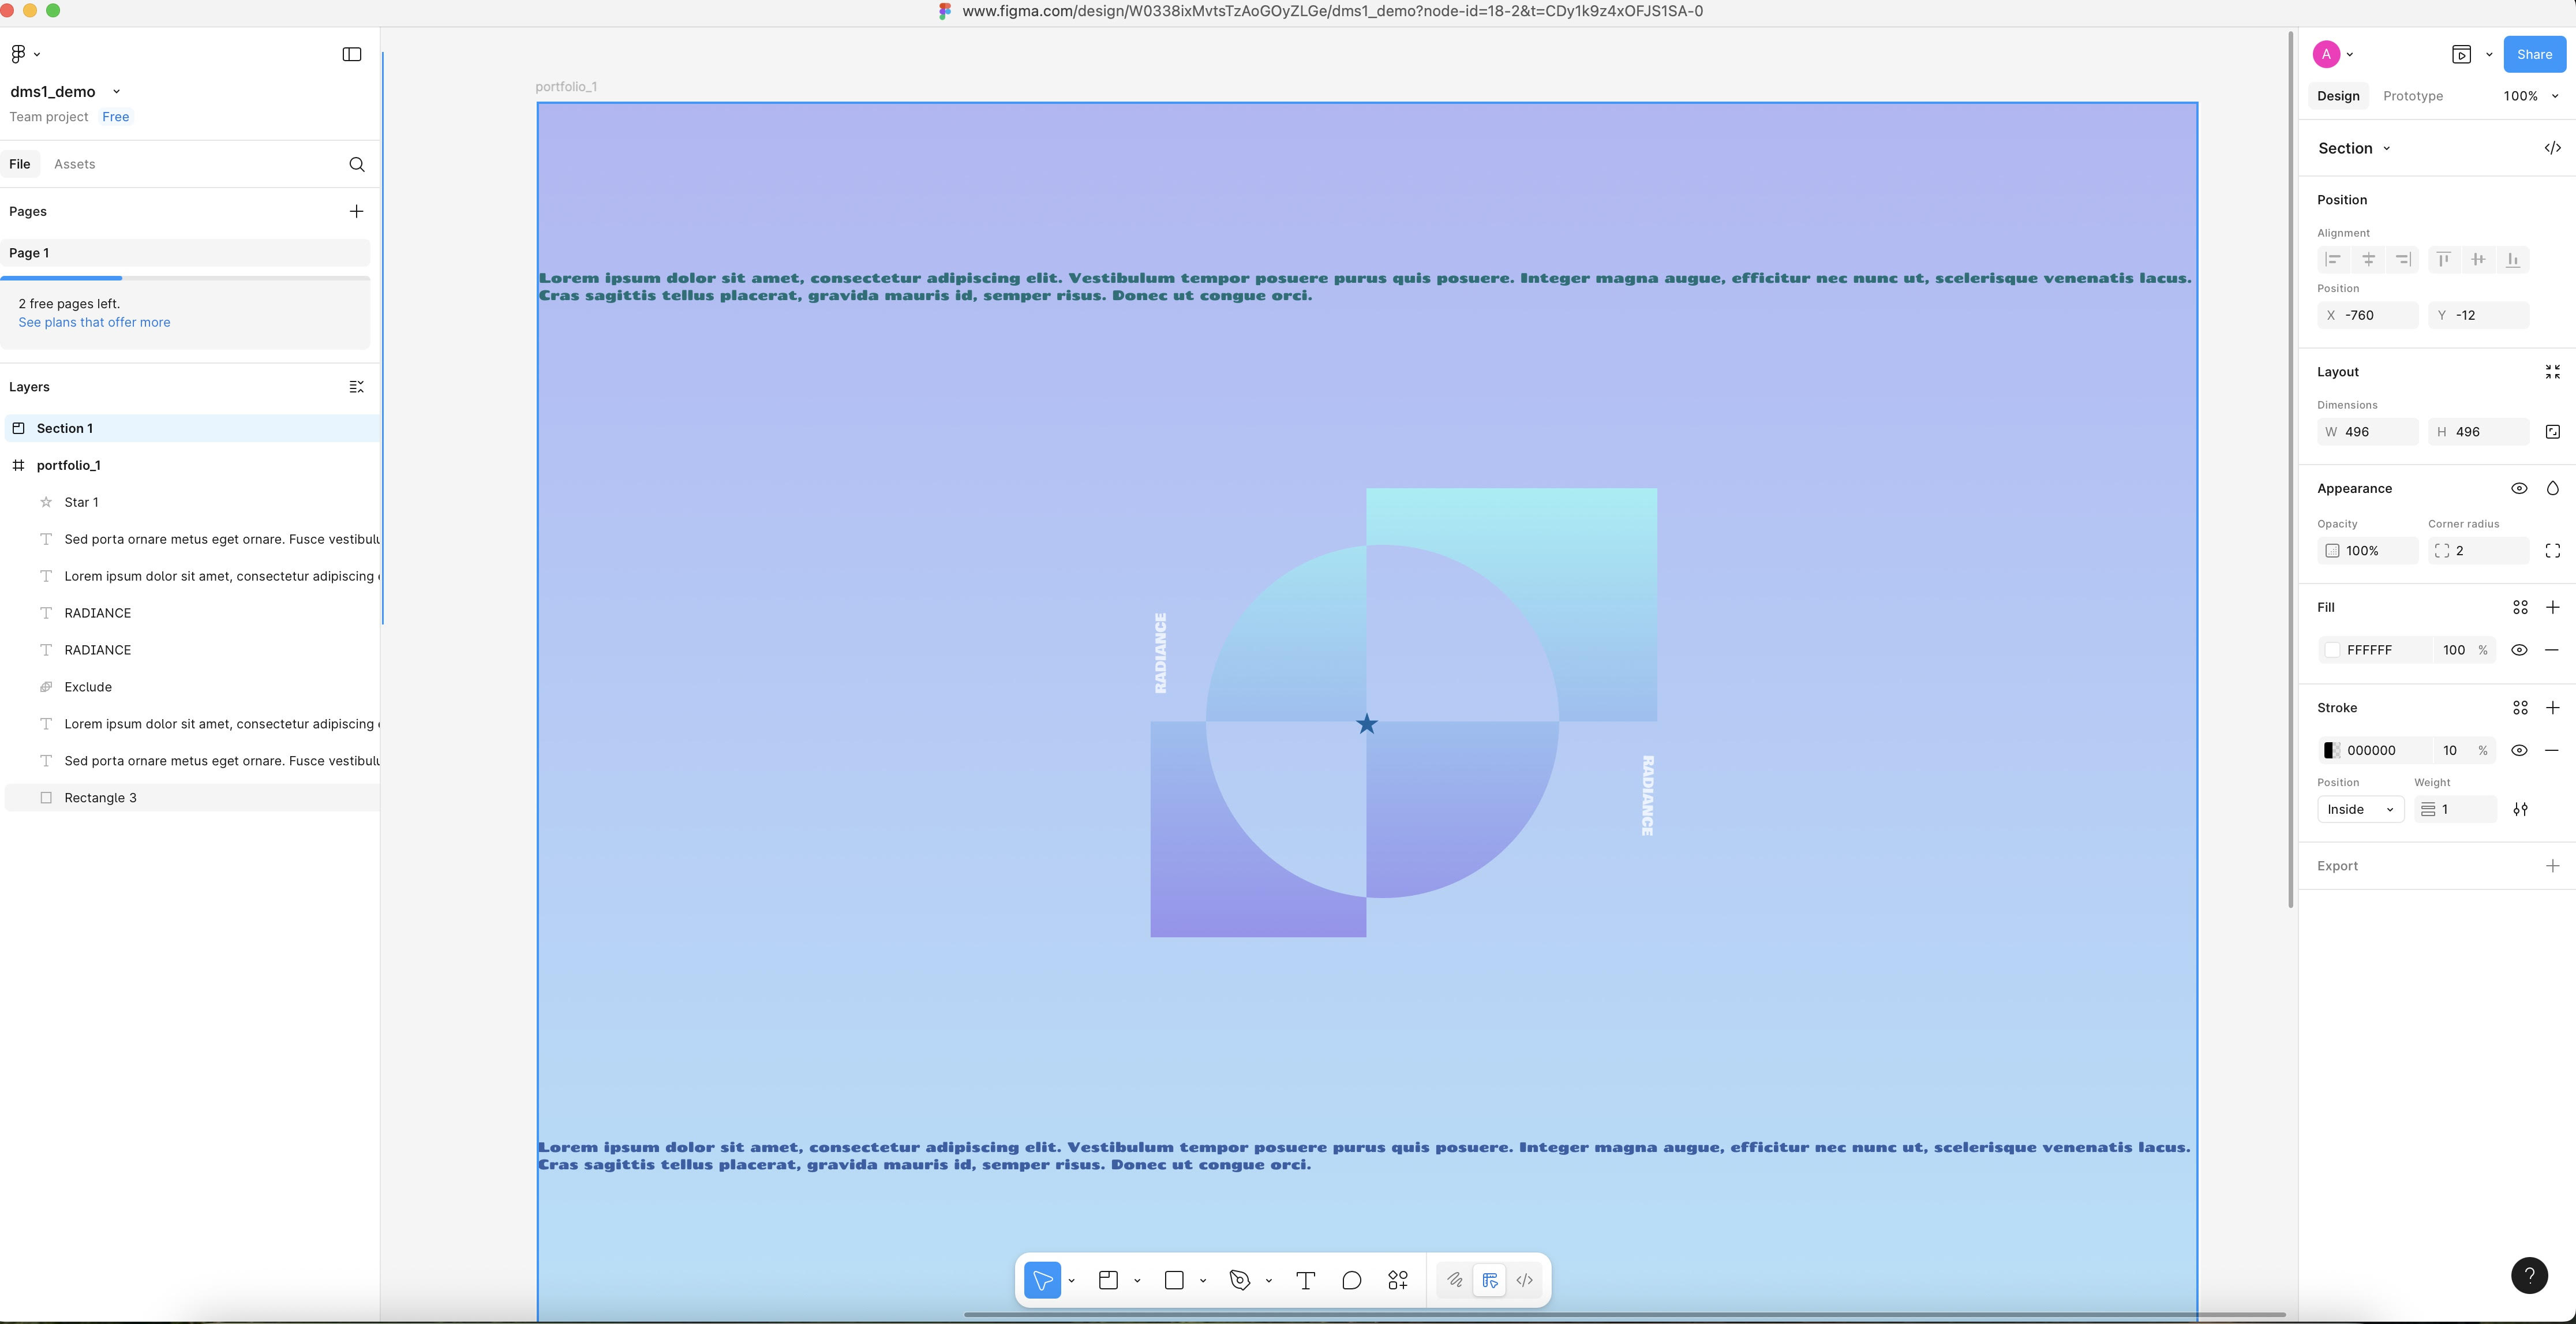 www.figma.com/design/W0338ixMvtsTzAoGOyZLGe/dms1_demo?node-id=18-2&t=CDy1k9z4xOFJS1SA-0
dms1_demo
Team project Free
File Assets
Pages
Page 1
2 free pages left.
See plans that offer more
Layers
Section 1
portfolio_1
Star 1
Sed porta ornare metus eget ornare. Fusce vestibulu
Lorem ipsum dolor sit amet, consectetur adipiscing
RADIANCE
RADIANCE
Exclude
Lorem ipsum dolor sit amet, consectetur adipiscing
Sed porta ornare metus eget ornare. Fusce vestibulu
Rectangle 3
portfolio_1
Lorem ipsum dolor sit amet, consectetur adipiscing elit. Vestibulum tempor posuere purus quis posuere. Integer magna augue, efficitur nec nunc ut, scelerisque venenatis lacus.
Cras sagittis tellus placerat, gravida mauris id, semper risus. Donec ut congue orci.
RADIANCE
RADIANCE
Lorem ipsum dolor sit amet, consectetur adipiscing elit. Vestibulum tempor posuere purus quis posuere. Integer magna augue, efficitur nec nunc ut, scelerisque venenatis lacus.
Cras sagittis tellus placerat, gravida mauris id, semper risus. Donec ut congue orci.
A Share
Design Prototype 100%
Section
Position
Alignment
Position
X -760 Y -12
Layout
Dimensions
W 496 H 496
Appearance
Opacity Corner radius
100% 2
Fill
FFFFFF 100 %
Stroke
000000 10 %
Position Weight
Inside 1
Export
?